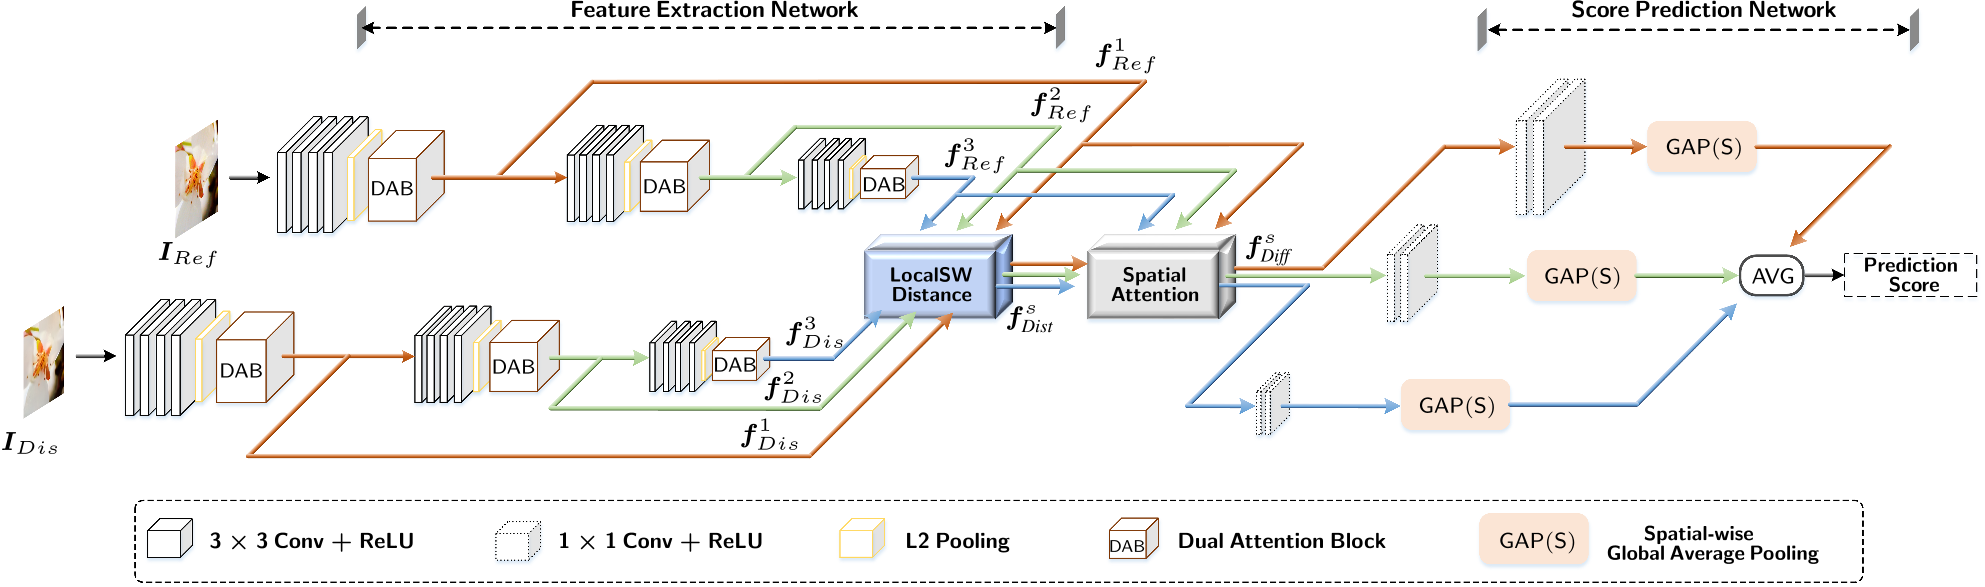 Feature Extraction Network
Score Prediction Network
f^1_{Ref}
f^2_{Ref}
f^3_{Ref}
DAB
DAB
DAB
I_{Ref}
GAP(S)
f^s_{Diff}
LocalSW
Distance
Spatial
Attention
GAP(S)
AVG
Prediction
Score
f^s_{Dist}
f^3_{Dis}
DAB
DAB
DAB
f^2_{Dis}
GAP(S)
f^1_{Dis}
I_{Dis}
3 × 3 Conv + ReLU
1 × 1 Conv + ReLU
L2 Pooling
DAB
Dual Attention Block
GAP(S)
Spatial-wise
Global Average Pooling